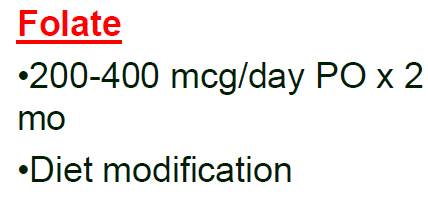 Folate
•200-400 mcg/day PO x 2
mo
•Diet modification